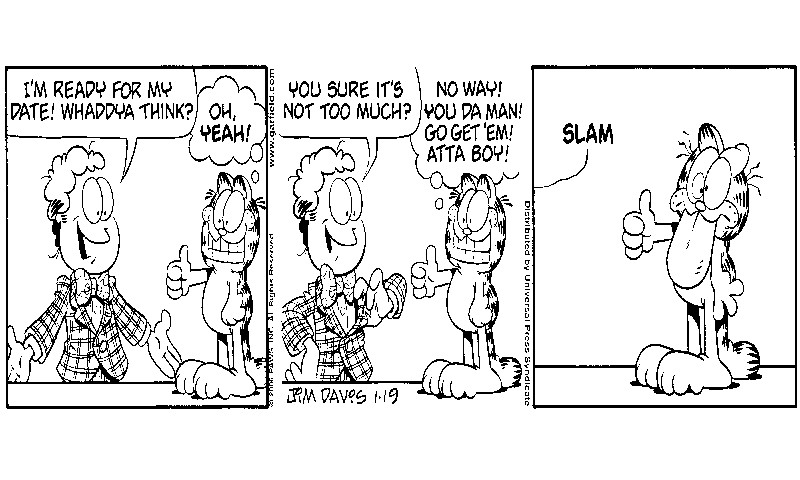 I'M READY FOR MY
DATE! WHADDYA THINK?
OH,
YEAH!
www.garfield.com
YOU SURE IT'S
NOT TOO MUCH?
NO WAY!
YOU DA MAN!
GO GET 'EM!
ATTA BOY!
JIM DAVIS 1·19
Distributed by Universal Press Syndicate
SLAM